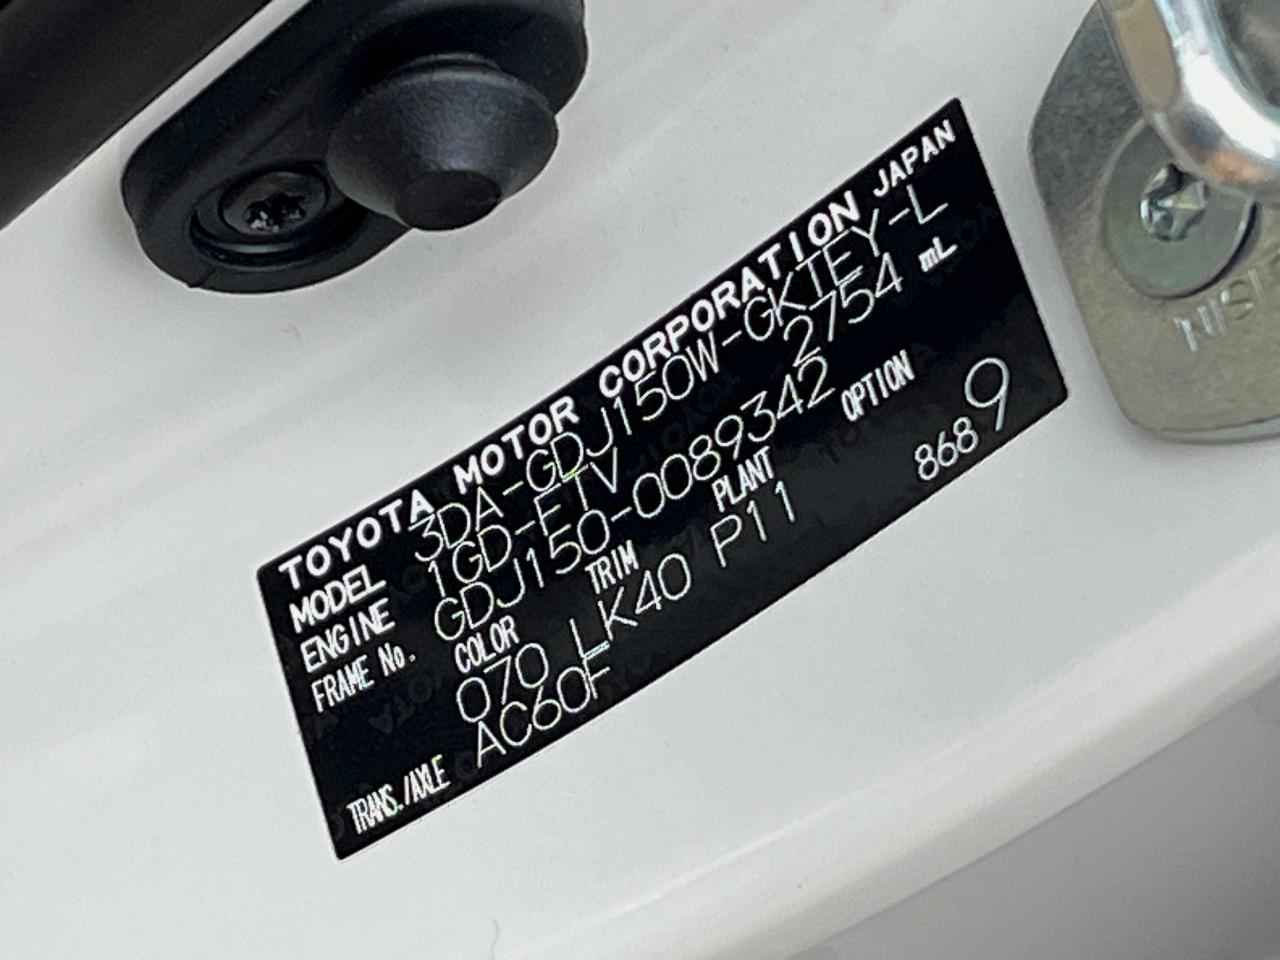 TOYOTA MOTOR CORPORATION JAPAN
MODEL 3DA-GDJ150W-GKTEY-L
ENGINE 1GD-FTV 2754 mL
FRAME No. GDJ150-0089342
COLOR TRIM PLANT OPTION
070 LK40 P11 868 9
TRANS./AXLE AC60F